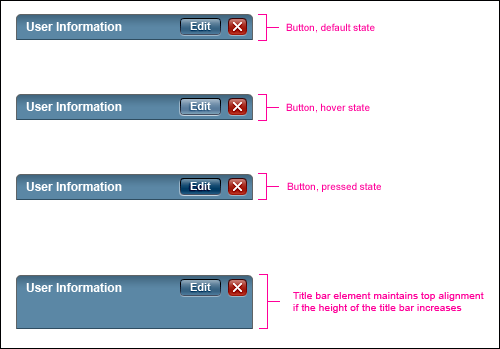 User Information Edit
Button, default state
User Information Edit
Button, hover state
User Information Edit
Button, pressed state
User Information Edit
Title bar element maintains top alignment
if the height of the title bar increases